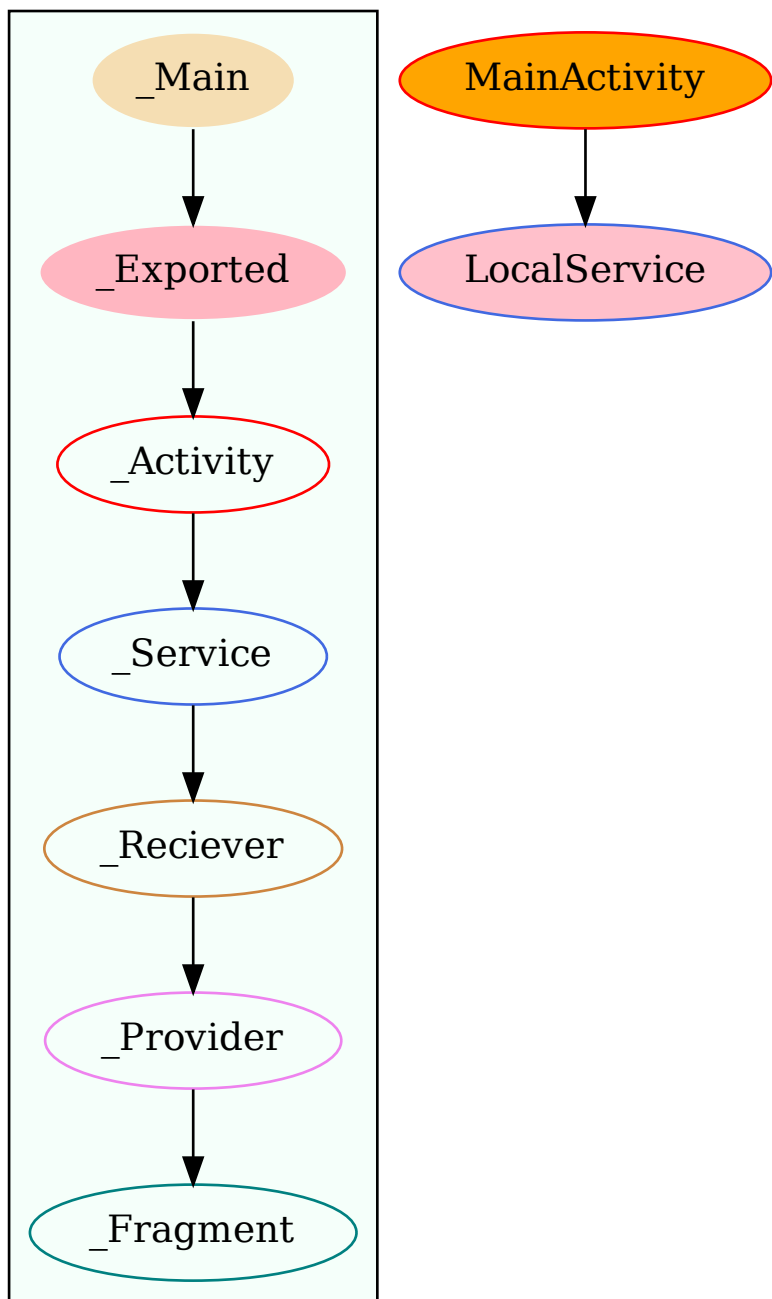 _Main
_Exported
_Activity
_Service
_Reciever
_Provider
_Fragment
MainActivity
LocalService